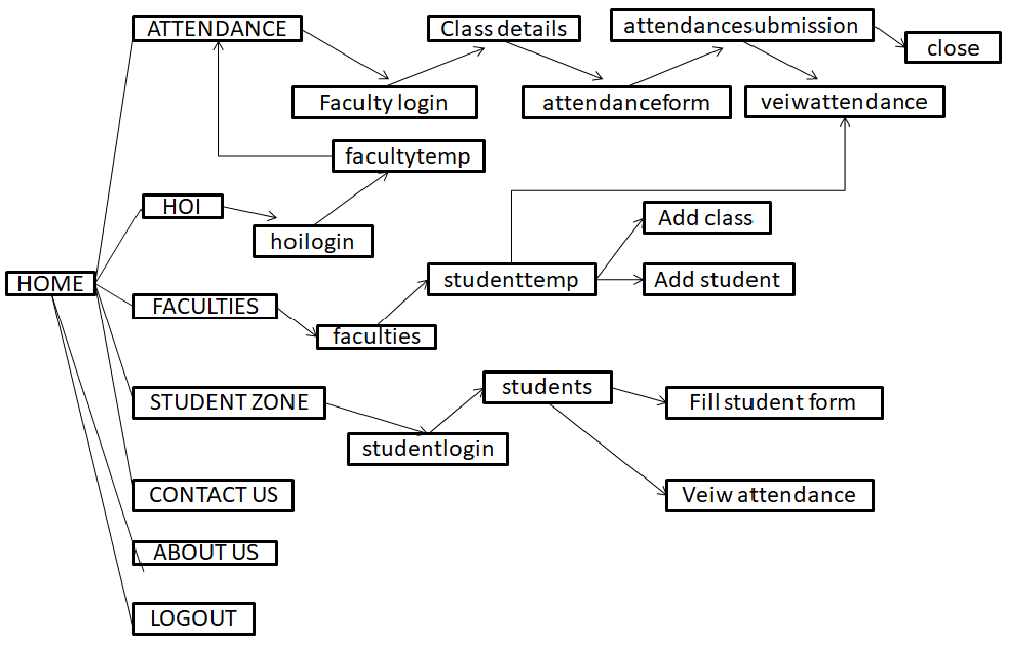 ATTENDANCE
Class details
attendancesubmission
close
Faculty login
attendanceform
veiwattendance
facultytemp
HOI
Add class
hoilogin
HOME
studenttemp
Add student
FACULTIES
faculties
STUDENT ZONE
students
Fill student form
studentlogin
CONTACT US
Veiw attendance
ABOUT US
LOGOUT